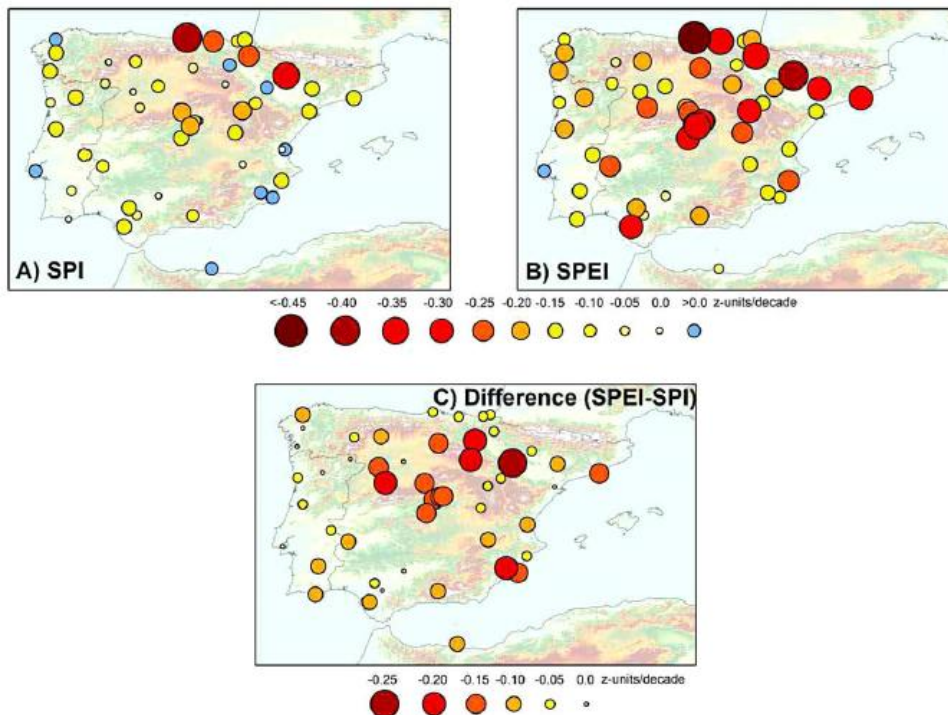 A) SPI
B) SPEI
<-0.45 -0.40 -0.35 -0.30 -0.25 -0.20 -0.15 -0.10 -0.05 0.0 >0.0 z-units/decade
C) Difference (SPEI-SPI)
-0.25 -0.20 -0.15 -0.10 -0.05 0.0 z-units/decade